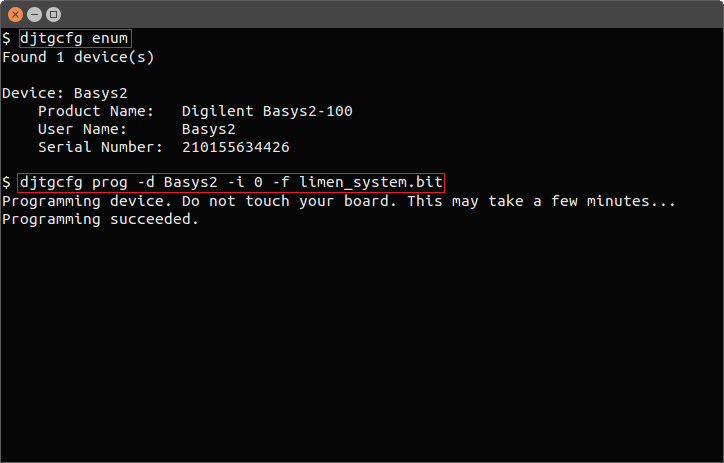 $ djtgcfg enum
Found 1 device(s)
Device: Basys2
Product Name:   Digilent Basys2-100
User Name:      Basys2
Serial Number:  210155634426
$ djtgcfg prog -d Basys2 -i 0 -f limen_system.bit
Programming device. Do not touch your board. This may take a few minutes...
Programming succeeded.